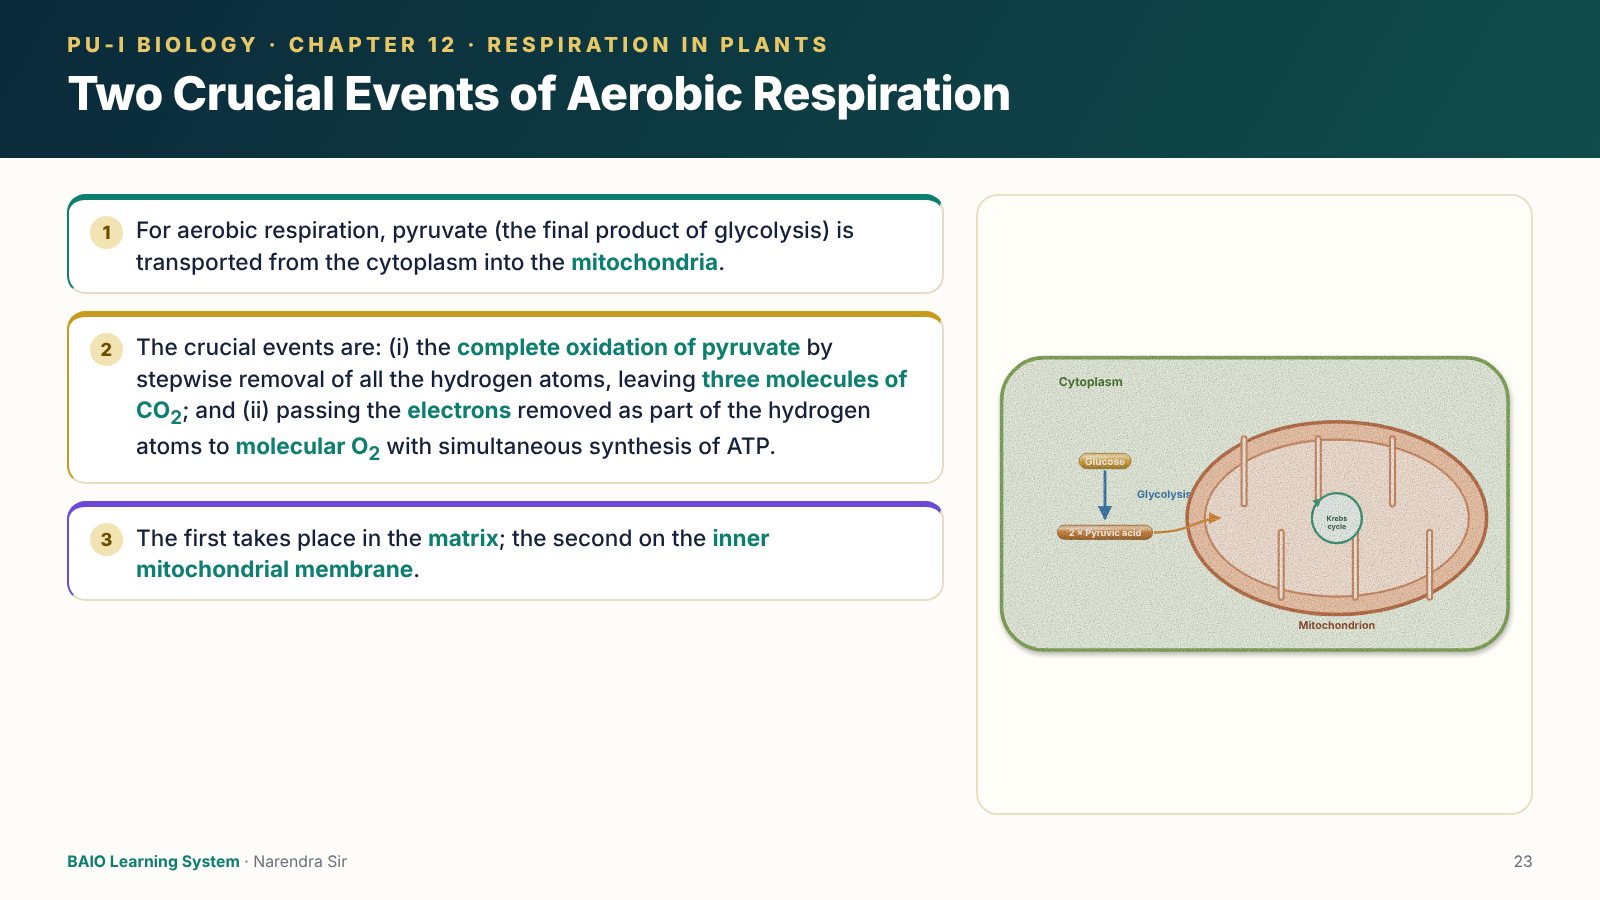 PU-I BIOLOGY · CHAPTER 12 · RESPIRATION IN PLANTS
Two Crucial Events of Aerobic Respiration
1
For aerobic respiration, pyruvate (the final product of glycolysis) is
transported from the cytoplasm into the mitochondria.
2
The crucial events are: (i) the complete oxidation of pyruvate by
stepwise removal of all the hydrogen atoms, leaving three molecules of
CO₂; and (ii) passing the electrons removed as part of the hydrogen
atoms to molecular O₂ with simultaneous synthesis of ATP.
3
The first takes place in the matrix; the second on the inner
mitochondrial membrane.
Cytoplasm
Glucose
Glycolysis
2 × Pyruvic acid
Krebs
cycle
Mitochondrion
BAIO Learning System · Narendra Sir
23